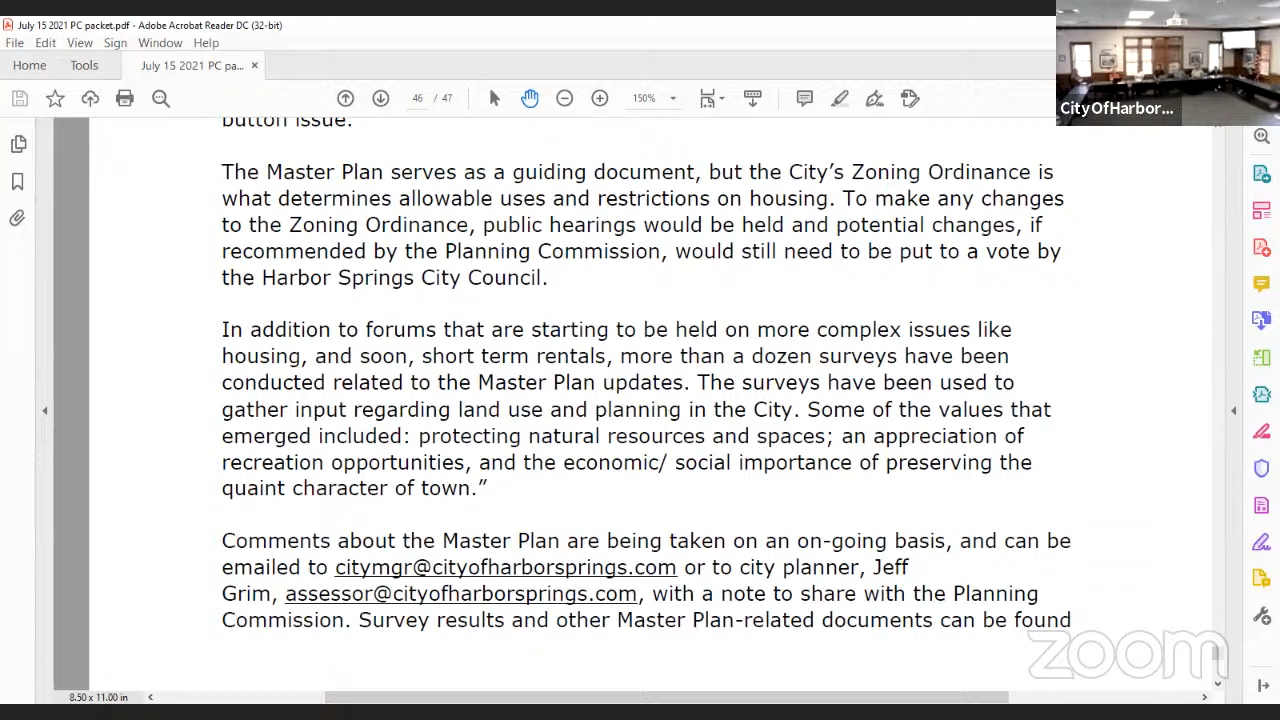 July 15 2021 PC packet.pdf - Adobe Acrobat Reader DC (32-bit)
File Edit View Sign Window Help
Home Tools July 15 2021 PC pa... ×
46 / 47 150%
CityOfHarbor...
button issue.
The Master Plan serves as a guiding document, but the City’s Zoning Ordinance is
what determines allowable uses and restrictions on housing. To make any changes
to the Zoning Ordinance, public hearings would be held and potential changes, if
recommended by the Planning Commission, would still need to be put to a vote by
the Harbor Springs City Council.
In addition to forums that are starting to be held on more complex issues like
housing, and soon, short term rentals, more than a dozen surveys have been
conducted related to the Master Plan updates. The surveys have been used to
gather input regarding land use and planning in the City. Some of the values that
emerged included: protecting natural resources and spaces; an appreciation of
recreation opportunities, and the economic/ social importance of preserving the
quaint character of town.”
Comments about the Master Plan are being taken on an on-going basis, and can be
emailed to citymgr@cityofharborsprings.com or to city planner, Jeff
Grim, assessor@cityofharborsprings.com, with a note to share with the Planning
Commission. Survey results and other Master Plan-related documents can be found
zoom
8.50 x 11.00 in